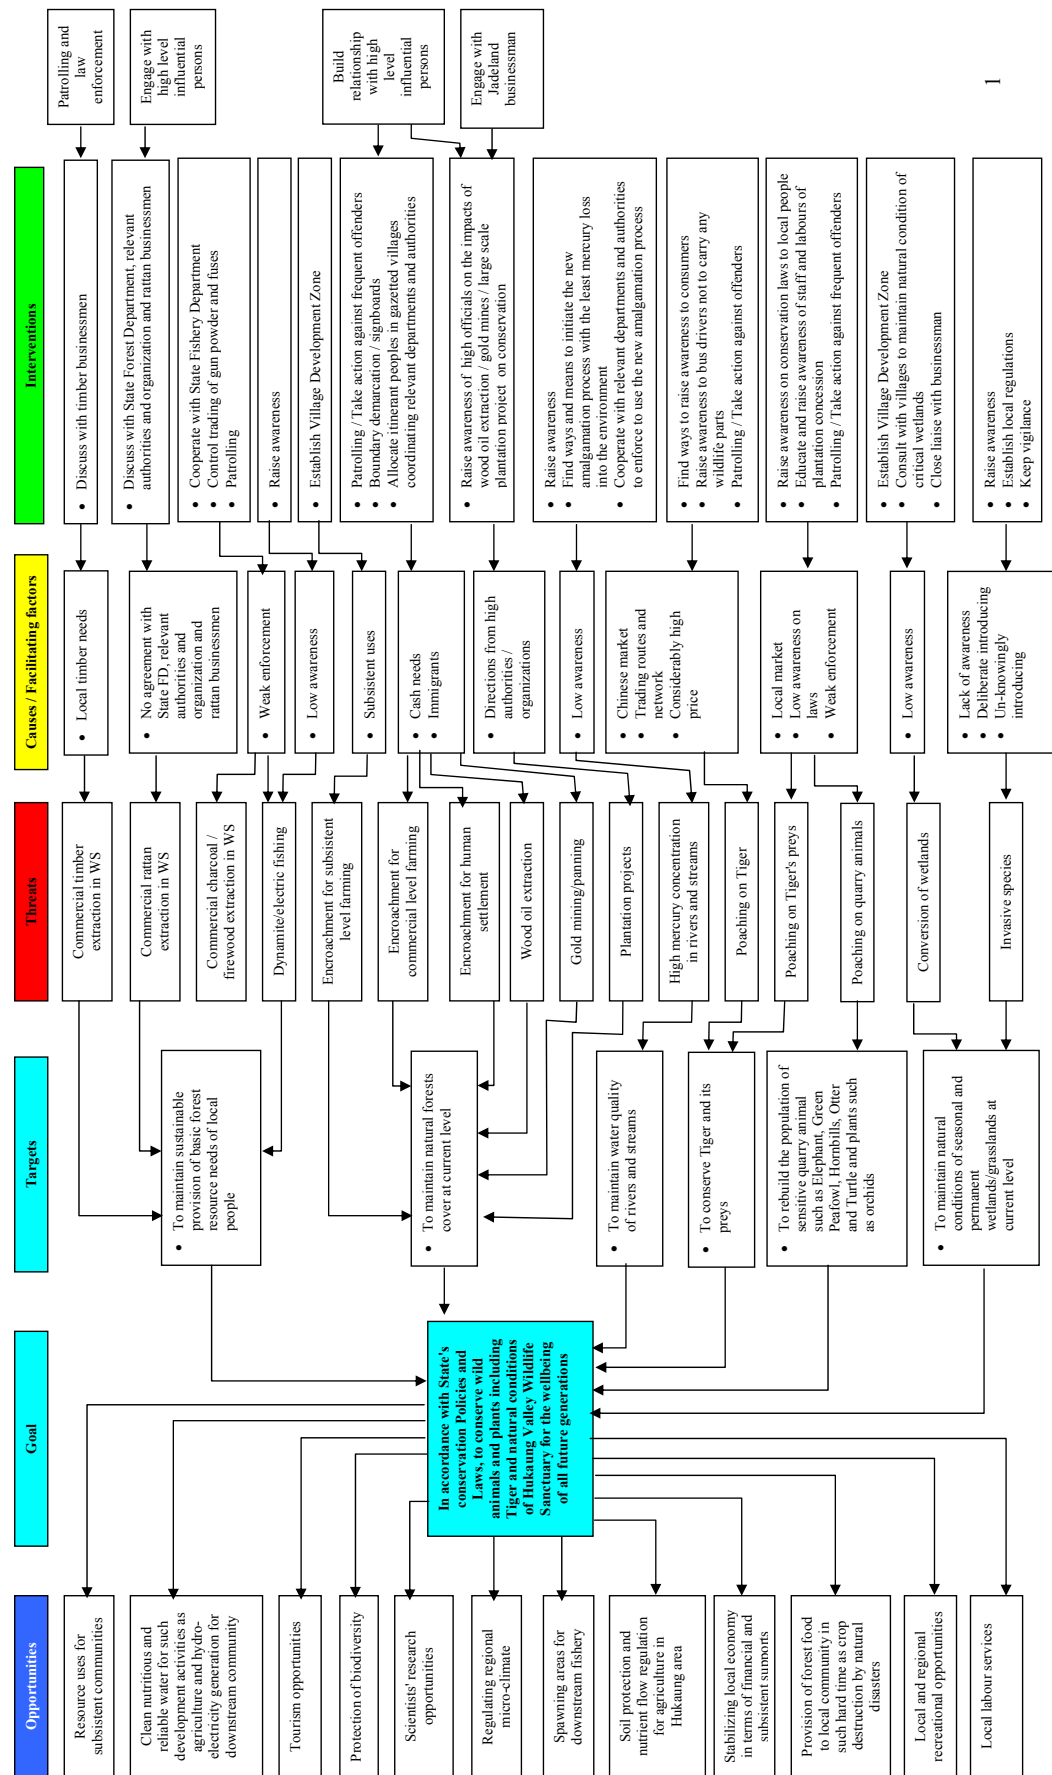 Opportunities
Resource uses for
subsistent communities
Clean nutritious and
reliable water for such
development activities as
agriculture and hydro-
electricity generation for
downstream community
Tourism opportunities
Protection of biodiversity
Scientists' research
opportunities
Regulating regional
micro-climate
Spawning areas for
downstream fishery
Soil protection and
nutrient flow regulation
for agriculture in
Hukaung area
Stabilizing local economy
in terms of financial and
subsistent supports
Provision of forest food
to local community in
such hard time as crop
destruction by natural
disasters
Local and regional
recreational opportunities
Local labour services
Goal
In accordance with State's
conservation Policies and
Laws, to conserve wild
animals and plants including
Tiger and natural conditions
of Hukaung Valley Wildlife
Sanctuary for the wellbeing
of all future generations
Targets
• To maintain sustainable
provision of basic forest
resource needs of local
people
• To maintain natural forests
cover at current level
• To maintain water quality
of rivers and streams
• To conserve Tiger and its
preys
• To rebuild the population of
sensitive quarry animal
such as Elephant, Green
Peafowl, Hornbills, Otter
and Turtle and plants such
as orchids
• To maintain natural
conditions of seasonal and
permanent
wetlands/grasslands at
current level
Threats
Commercial timber
extraction in WS
Commercial rattan
extraction in WS
Commercial charcoal /
firewood extraction in WS
Dynamite/electric fishing
Encroachment for subsistent
level farming
Encroachment for
commercial level farming
Encroachment for human
settlement
Wood oil extraction
Gold mining/panning
Plantation projects
High mercury concentration
in rivers and streams
Poaching on Tiger
Poaching on Tiger's preys
Poaching on quarry animals
Conversion of wetlands
Invasive species
Causes / Facilitating factors
• Local timber needs
• No agreement with
State FD, relevant
authorities and
organization and
rattan businessmen
• Weak enforcement
• Low awareness
• Subsistent uses
• Cash needs
• Immigrants
• Directions from high
authorities /
organizations
• Low awareness
• Chinese market
• Trading routes and
network
• Considerably high
price
• Local market
• Low awareness on
laws
• Weak enforcement
• Low awareness
• Lack of awareness
• Deliberate introducing
• Un-knowingly
introducing
Interventions
• Discuss with timber businessmen
• Discuss with State Forest Department, relevant
authorities and organization and rattan businessmen
• Cooperate with State Fishery Department
• Control trading of gun powder and fuses
• Patrolling
• Raise awareness
• Establish Village Development Zone
• Patrolling / Take action against frequent offenders
• Boundary demarcation / signboards
• Allocate itinerant peoples in gazetted villages
coordinating relevant departments and authorities
• Raise awareness of high officials on the impacts of
wood oil extraction / gold mines / large scale
plantation project on conservation
• Raise awareness
• Find ways and means to initiate the new
amalgamation process with the least mercury loss
into the environment
• Cooperate with relevant departments and authorities
to enforce to use the new amalgamation process
• Find ways to raise awareness to consumers
• Raise awareness to bus drivers not to carry any
wildlife parts
• Patrolling / Take action against offenders
• Raise awareness on conservation laws to local people
• Educate and raise awareness of staff and labours of
plantation concession
• Patrolling / Take action against frequent offenders
• Establish Village Development Zone
• Consult with villages to maintain natural condition of
critical wetlands
• Close liaise with businessman
• Raise awareness
• Establish local regulations
• Keep vigilance
Patrolling and
law
enforcement
Engage with
high level
influential
persons
Build
relationship
with high
level
influential
persons
Engage with
Jadeland
businessman
1